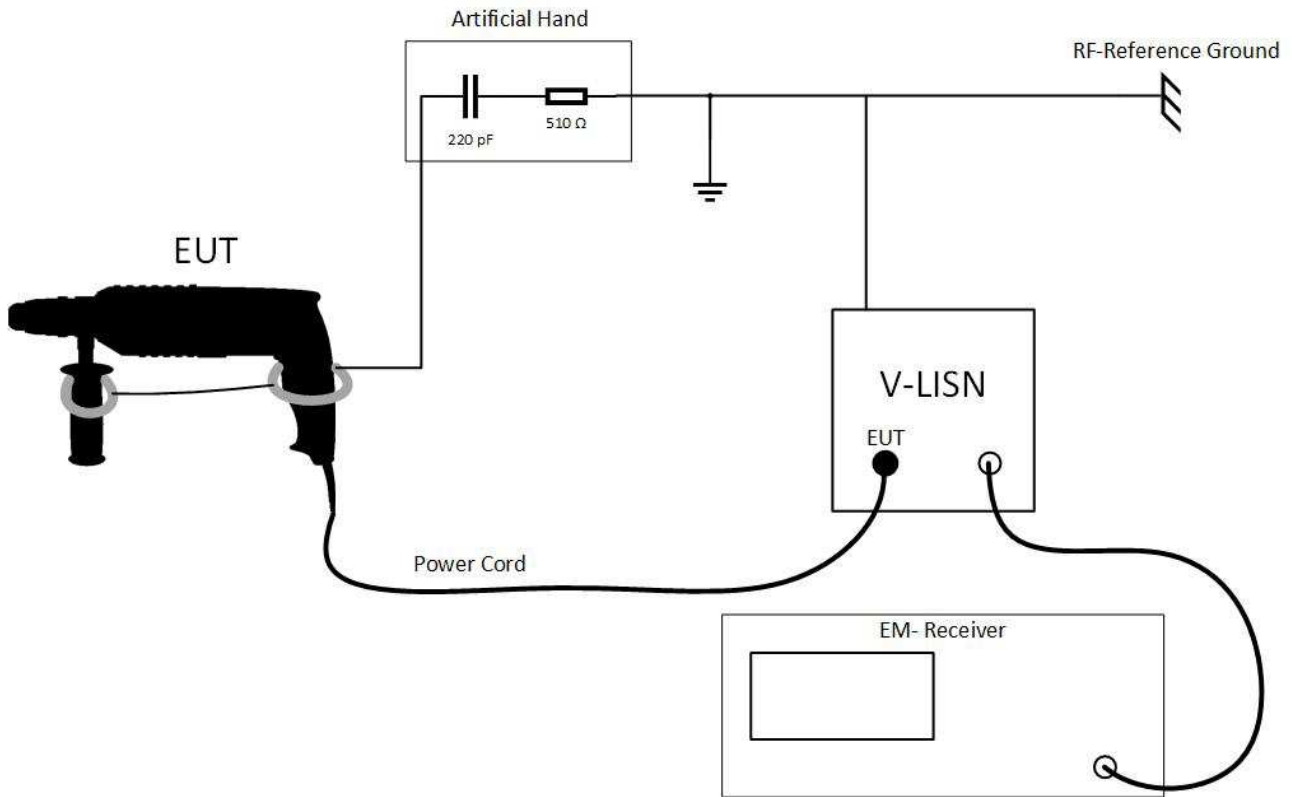 Artificial Hand
RF-Reference Ground
220 pF
510 Ω
EUT
V-LISN
EUT
Power Cord
EM- Receiver